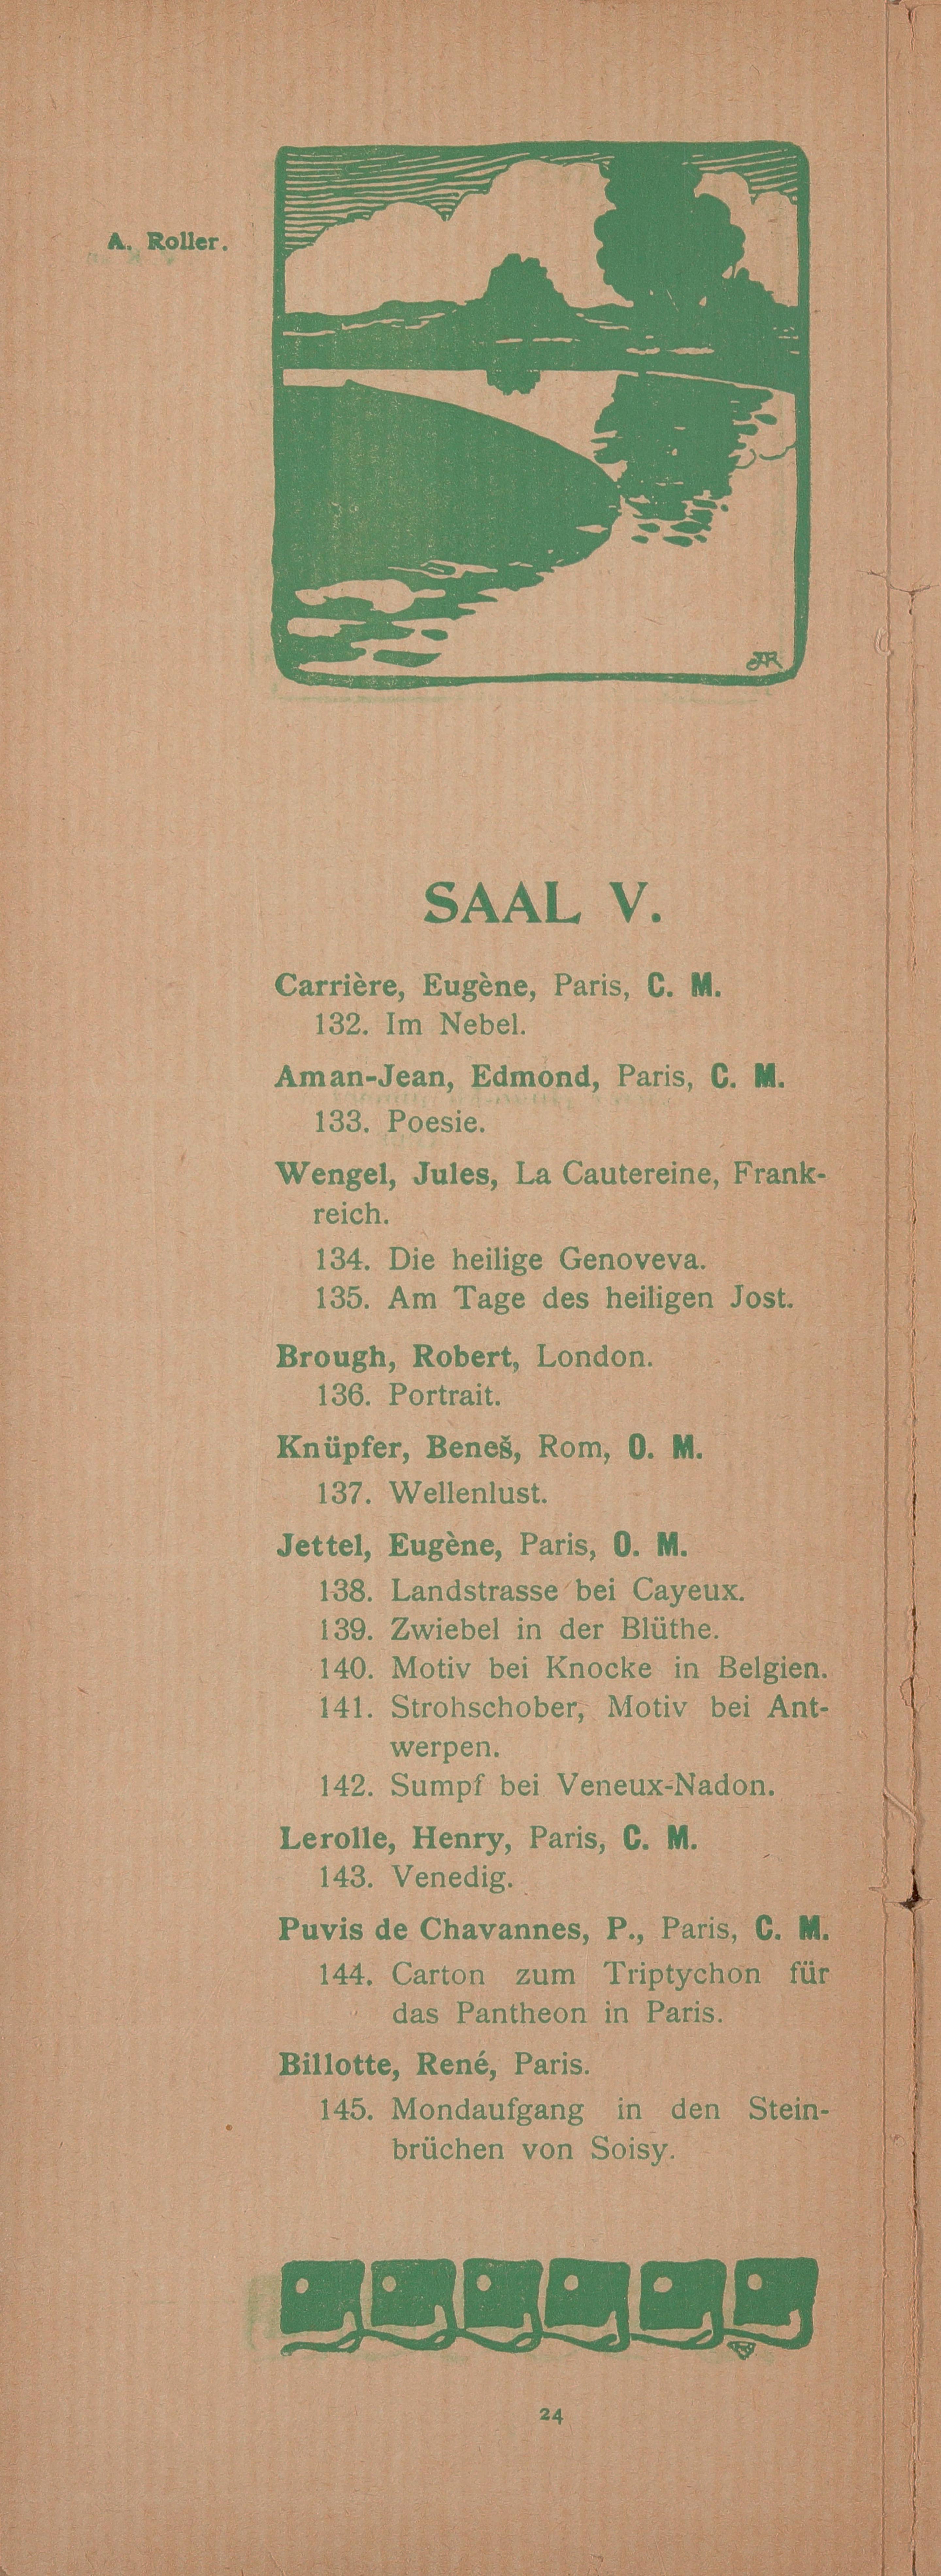 A. Roller.
AR
SAAL V.
Carrière, Eugène, Paris, C. M.
132. Im Nebel.
Aman-Jean, Edmond, Paris, C. M.
133. Poesie.
Wengel, Jules, La Cautereine, Frank-
reich.
134. Die heilige Genoveva.
135. Am Tage des heiligen Jost.
Brough, Robert, London.
136. Portrait.
Knüpfer, Beneš, Rom, O. M.
137. Wellenlust.
Jettel, Eugène, Paris, O. M.
138. Landstrasse bei Cayeux.
139. Zwiebel in der Blüthe.
140. Motiv bei Knocke in Belgien.
141. Strohschober, Motiv bei Ant-
werpen.
142. Sumpf bei Veneux-Nadon.
Lerolle, Henry, Paris, C. M.
143. Venedig.
Puvis de Chavannes, P., Paris, C. M.
144. Carton zum Triptychon für
das Pantheon in Paris.
Billotte, René, Paris.
145. Mondaufgang in den Stein-
brüchen von Soisy.
24